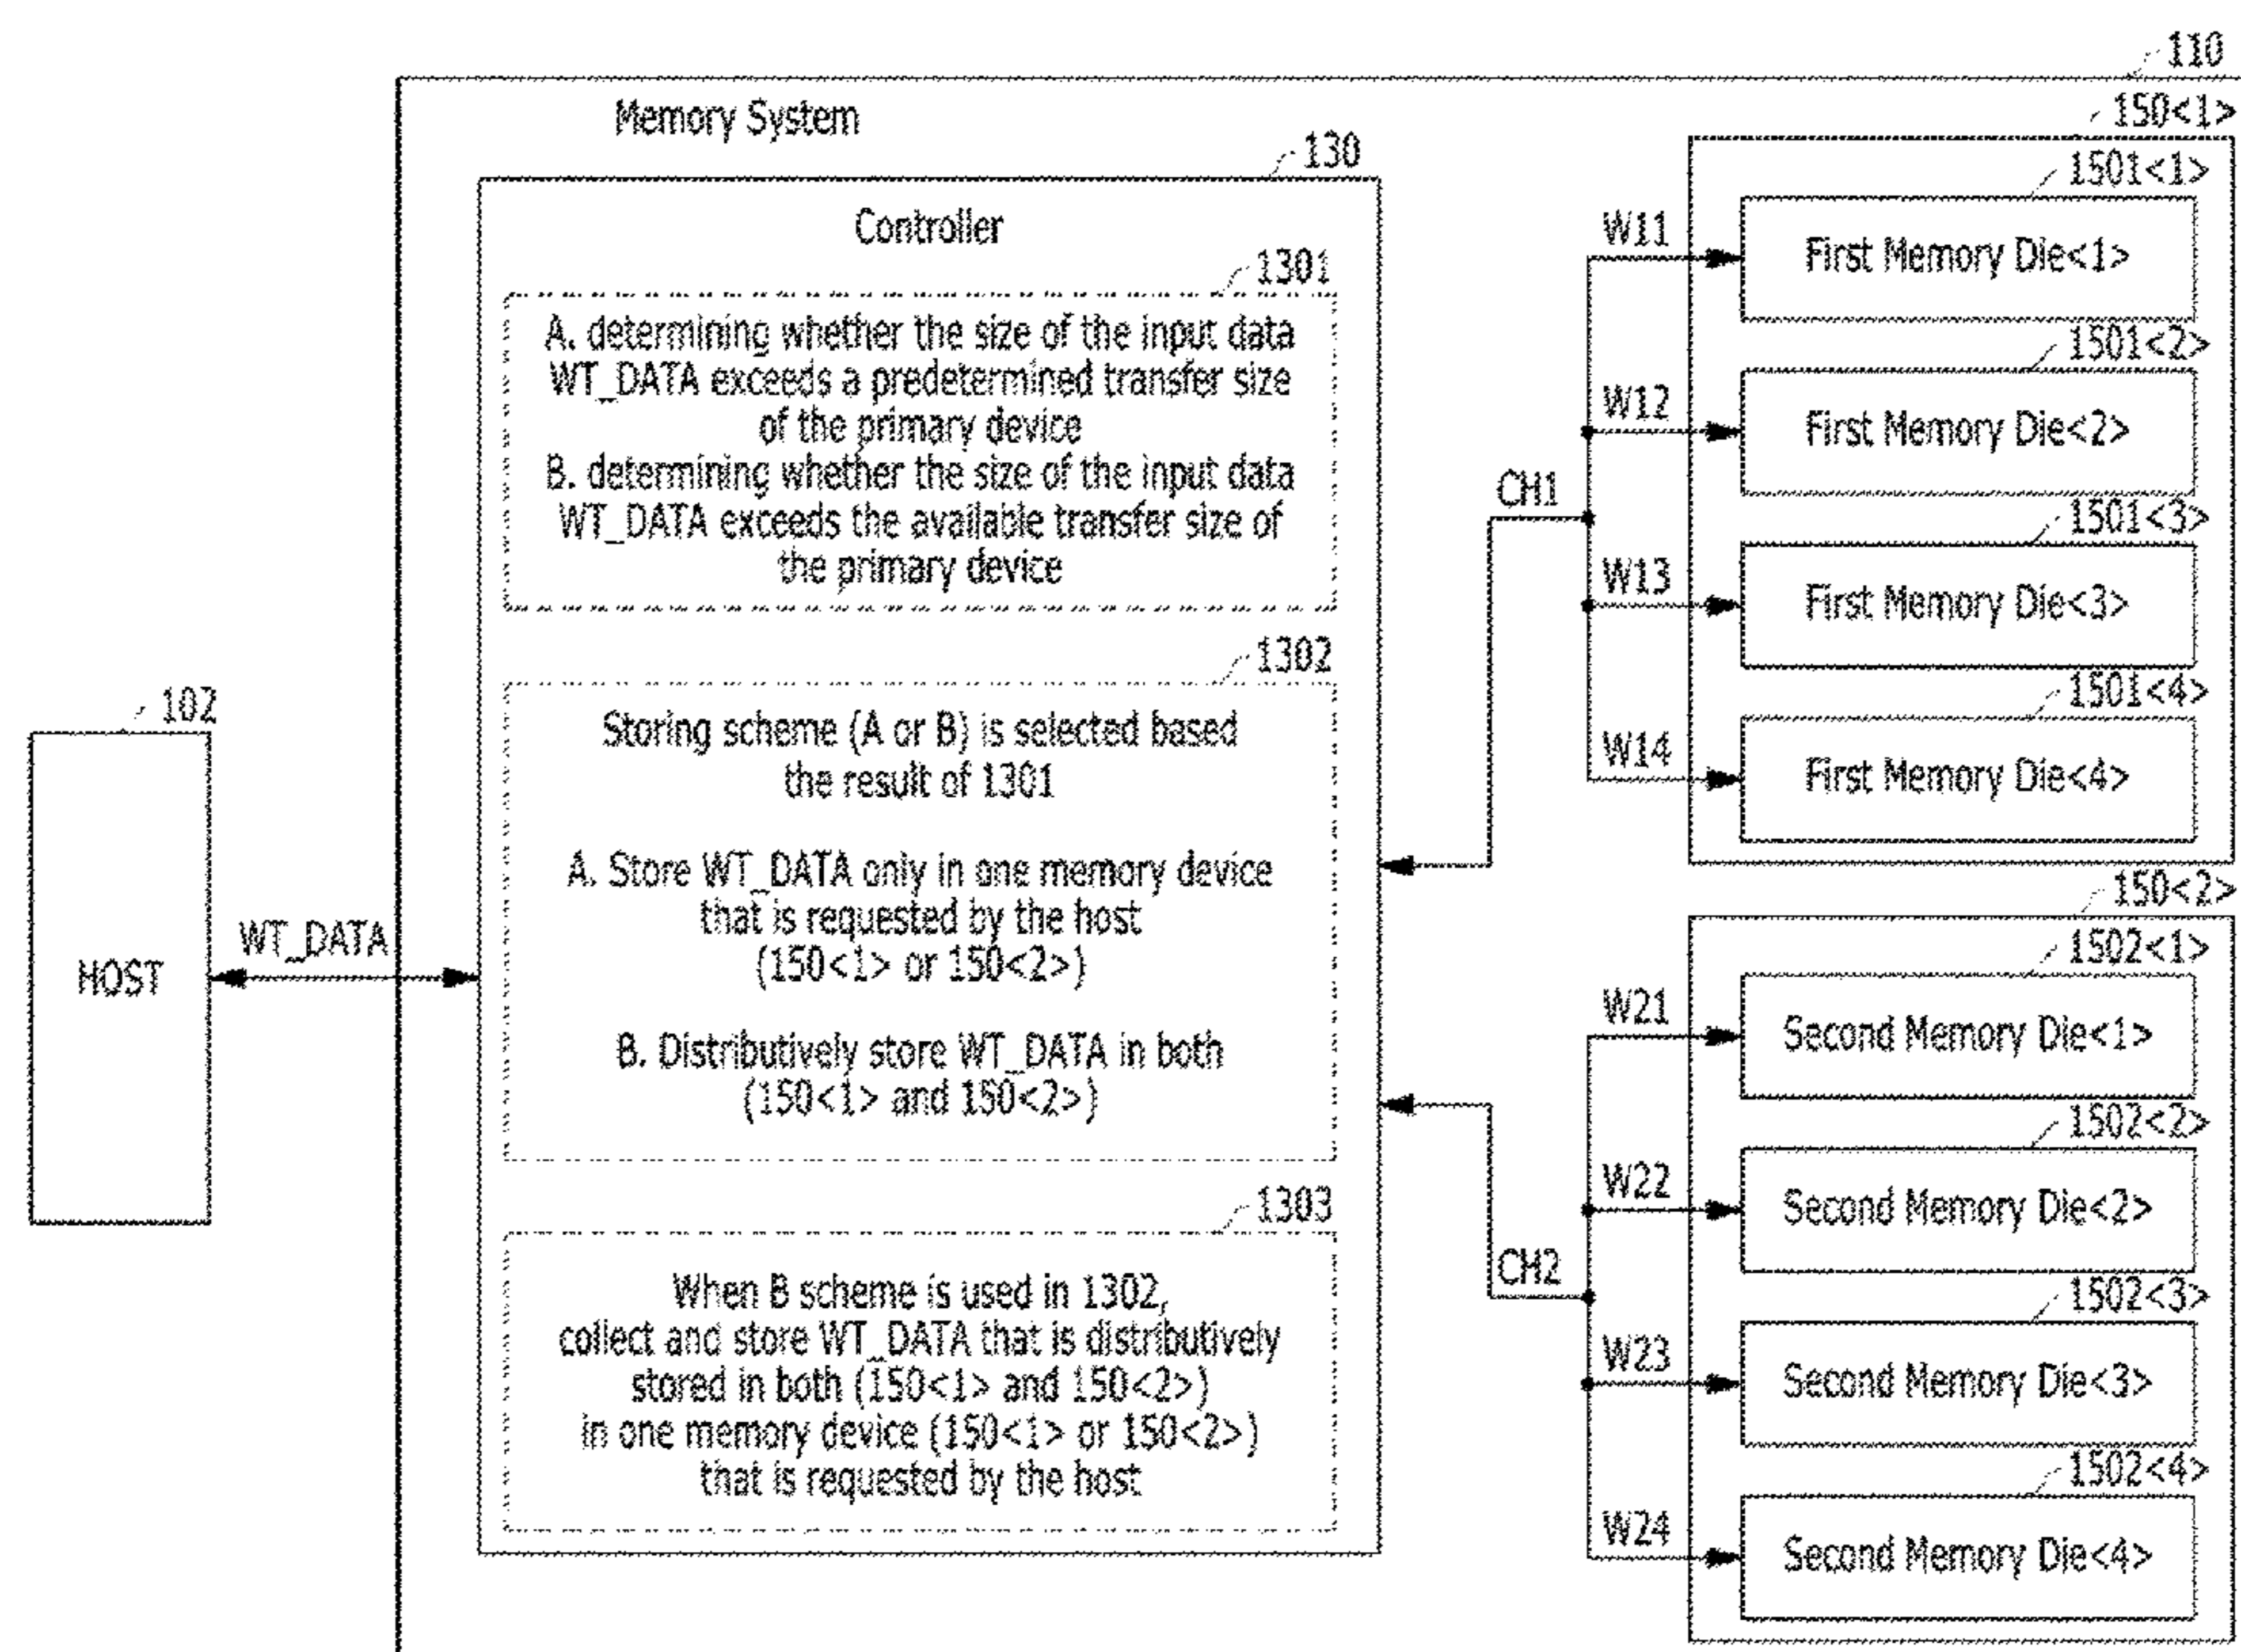 110
Memory System
150<1>
130
Controller
1301
A. determining whether the size of the input data
WT_DATA exceeds a predetermined transfer size
of the primary device
B. determining whether the size of the input data
WT_DATA exceeds the available transfer size of
the primary device
1302
Storing scheme (A or B) is selected based
the result of 1301
A. Store WT_DATA only in one memory device
that is requested by the host
(150<1> or 150<2>)
B. Distributively store WT_DATA in both
(150<1> and 150<2>)
1303
When B scheme is used in 1302,
collect and store WT_DATA that is distributively
stored in both (150<1> and 150<2>)
in one memory device (150<1> or 150<2>)
that is requested by the host
102
HOST
WT_DATA
CH1
W11
1501<1>
First Memory Die<1>
W12
1501<2>
First Memory Die<2>
W13
1501<3>
First Memory Die<3>
W14
1501<4>
First Memory Die<4>
150<2>
CH2
W21
1502<1>
Second Memory Die<1>
W22
1502<2>
Second Memory Die<2>
W23
1502<3>
Second Memory Die<3>
W24
1502<4>
Second Memory Die<4>